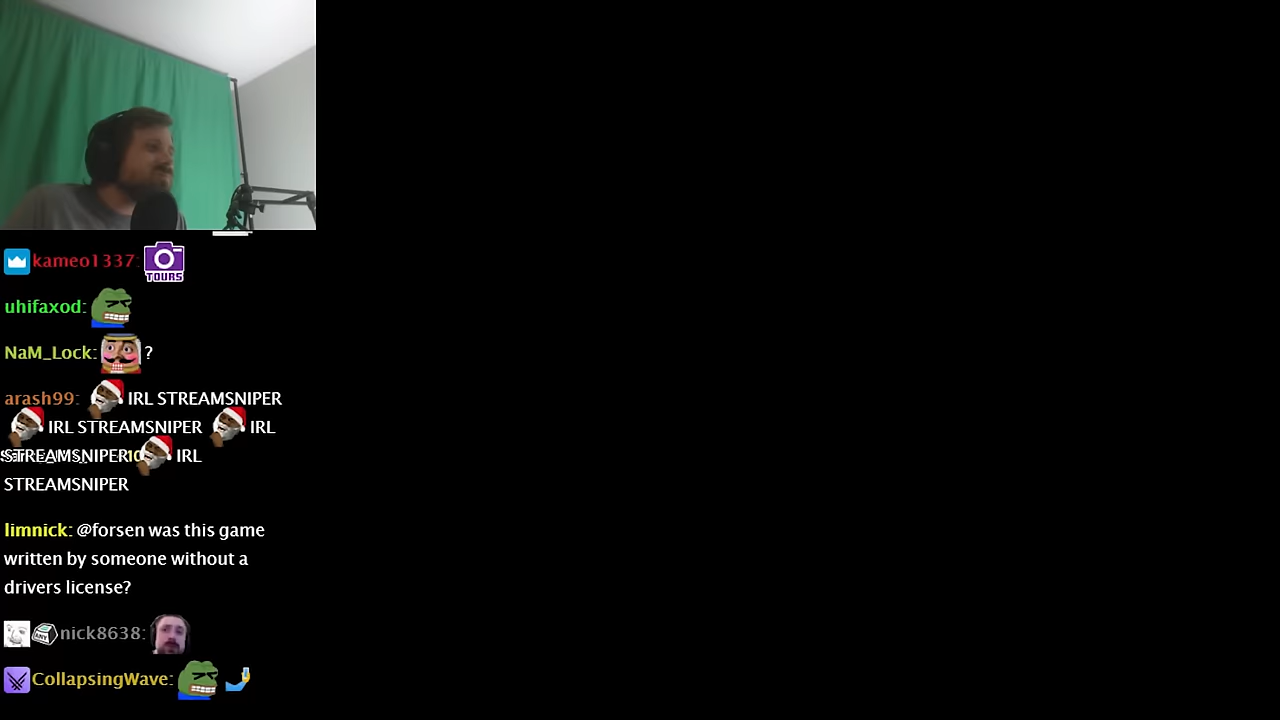 kameo1337: TOURS
uhifaxod:
NaM_Lock: ?
arash99: IRL STREAMSNIPER
IRL STREAMSNIPER IRL
STREAMSNIPER IRL
STREAMSNIPER
limnick: @forsen was this game
written by someone without a
drivers license?
nick8638:
CollapsingWave: